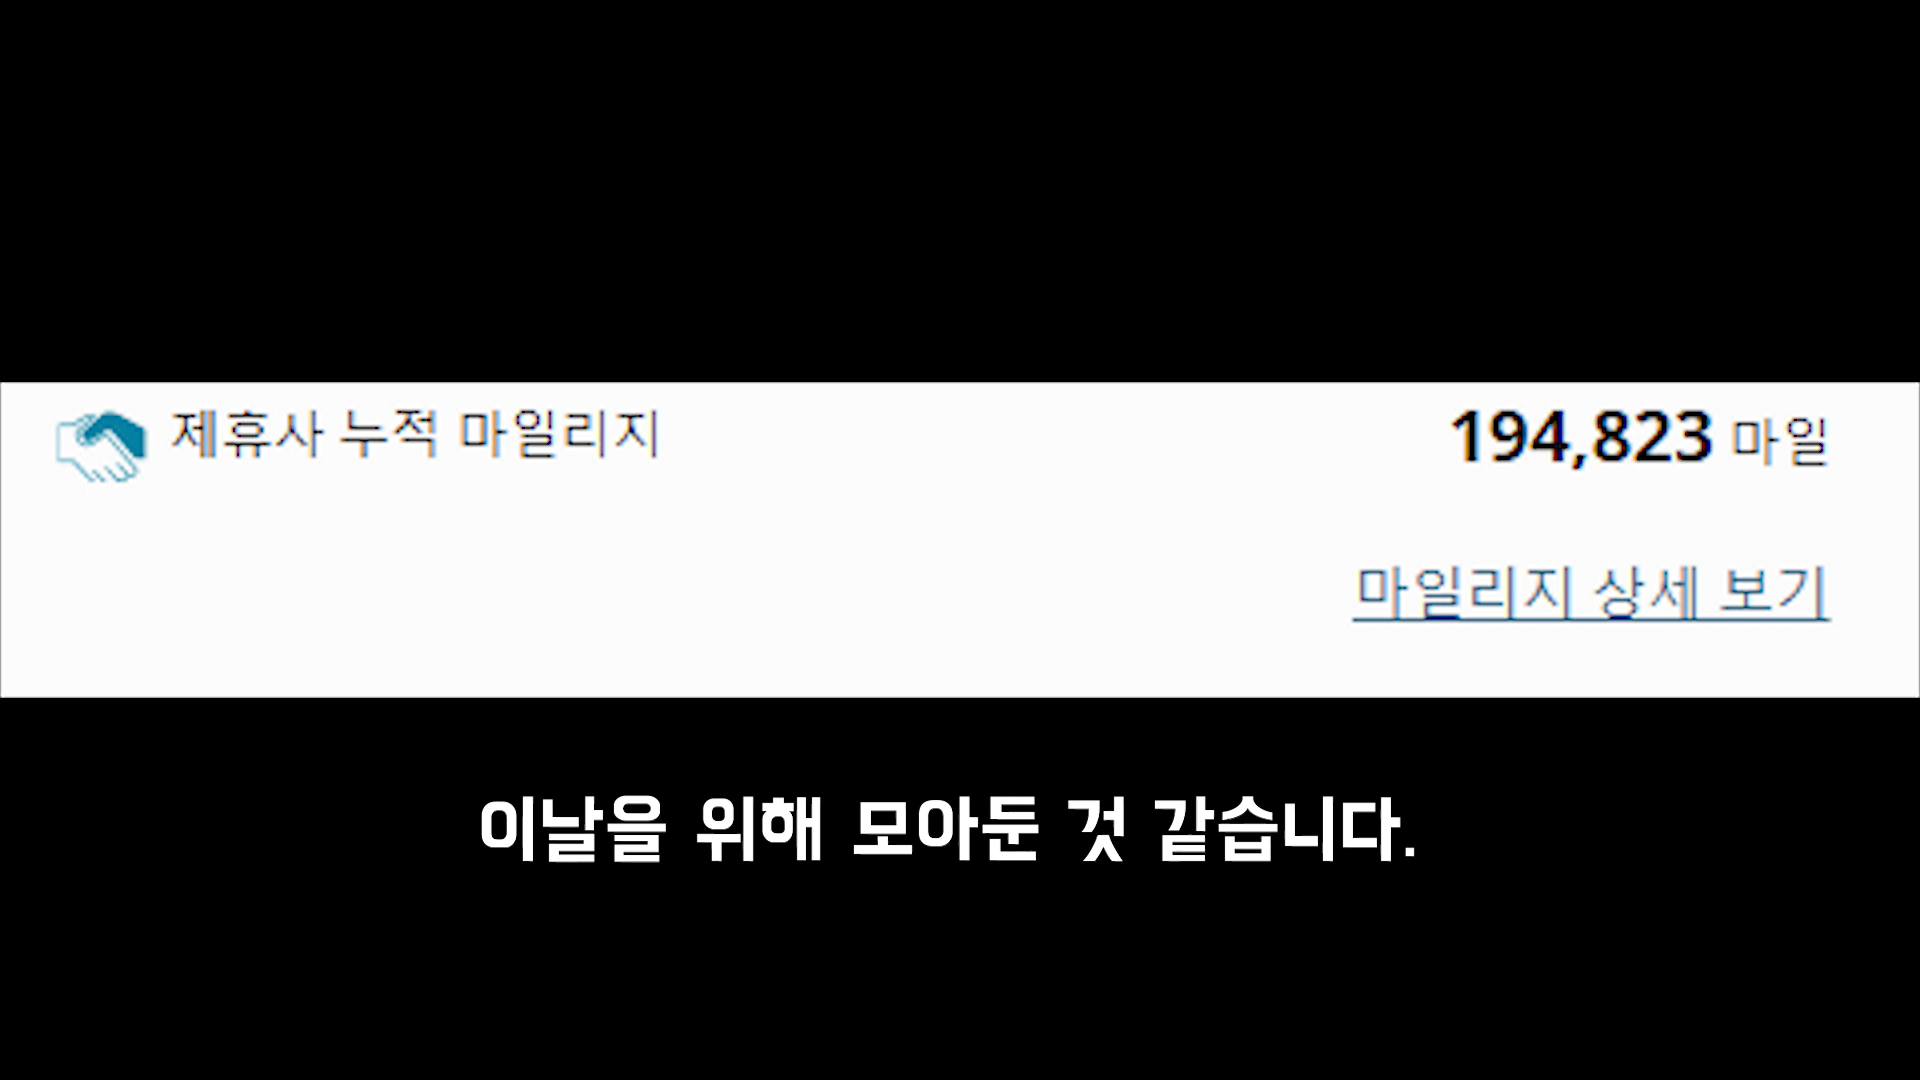 제휴사 누적 마일리지 194,823 마일
마일리지 상세 보기
이날을 위해 모아둔 것 같습니다.